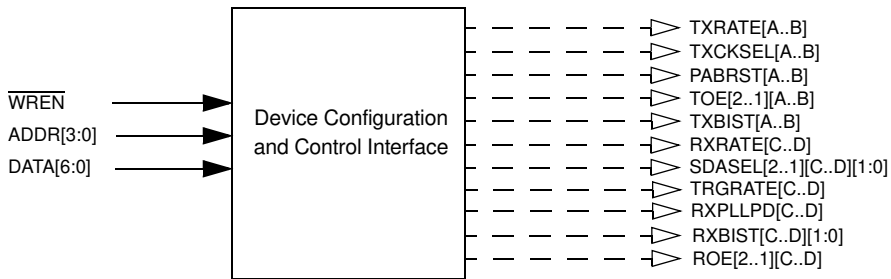 WREN
ADDR[3:0]
DATA[6:0]
Device Configuration
and Control Interface
TXRATE[A..B]
TXCKSEL[A..B]
PABRST[A..B]
TOE[2..1][A..B]
TXBIST[A..B]
RXRATE[C..D]
SDASEL[2..1][C..D][1:0]
TRGRATE[C..D]
RXPLLPD[C..D]
RXBIST[C..D][1:0]
ROE[2..1][C..D]